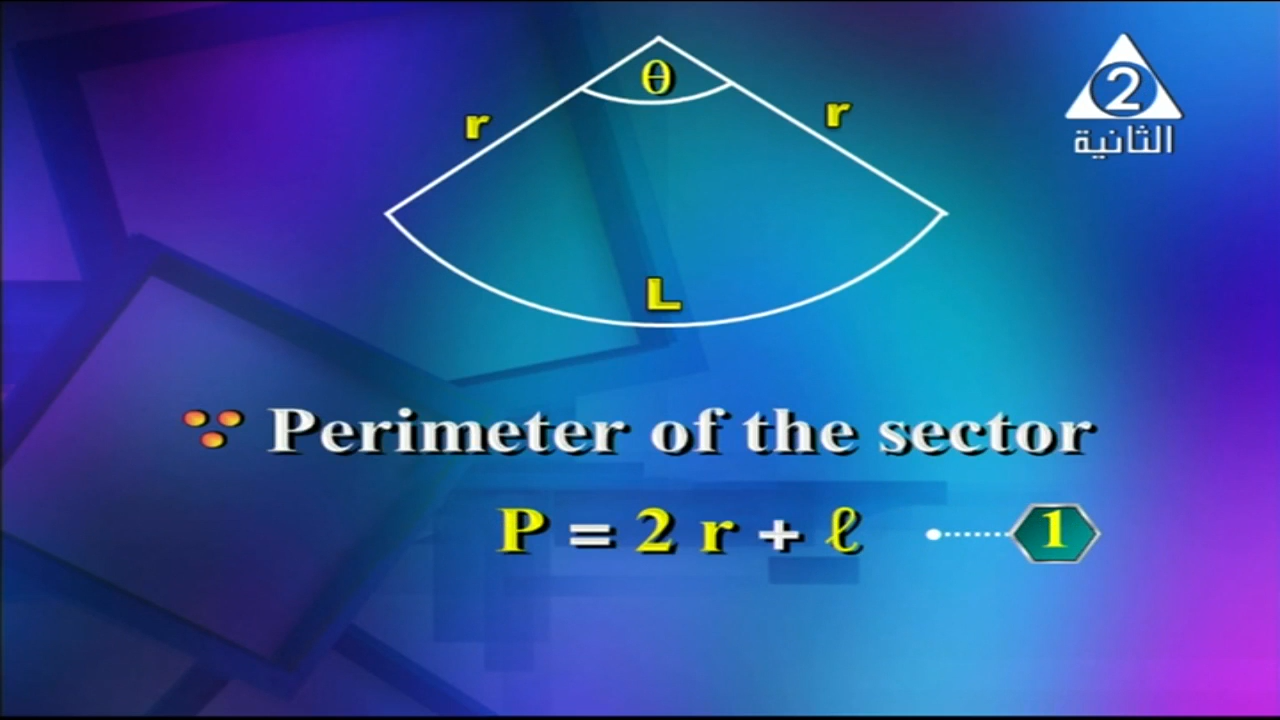 θ
r
r
2
الثانية
L
Perimeter of the sector
P = 2 r + ℓ
1